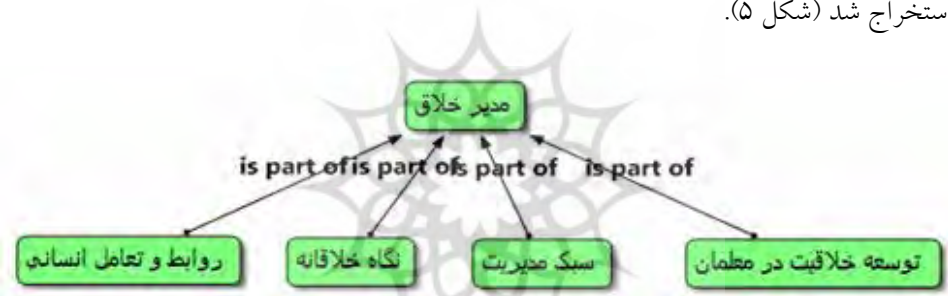 ستخراج شد (شکل ۵).
مدیر خلاق
is part of is part of is part of is part of
روابط و تعامل انسانی نگاه خلاقانه سبک مدیریت توسعه خلاقیت در معلمان